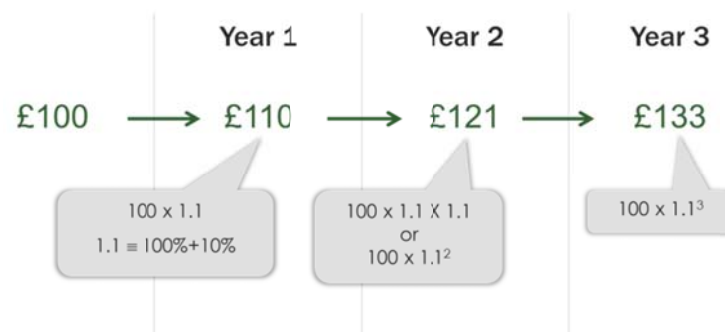 Year 1 Year 2 Year 3
£100 £110 £121 £133
100 x 1.1
1.1 = 100%+10%
100 x 1.1 X 1.1
or
100 x 1.1²
100 x 1.1³